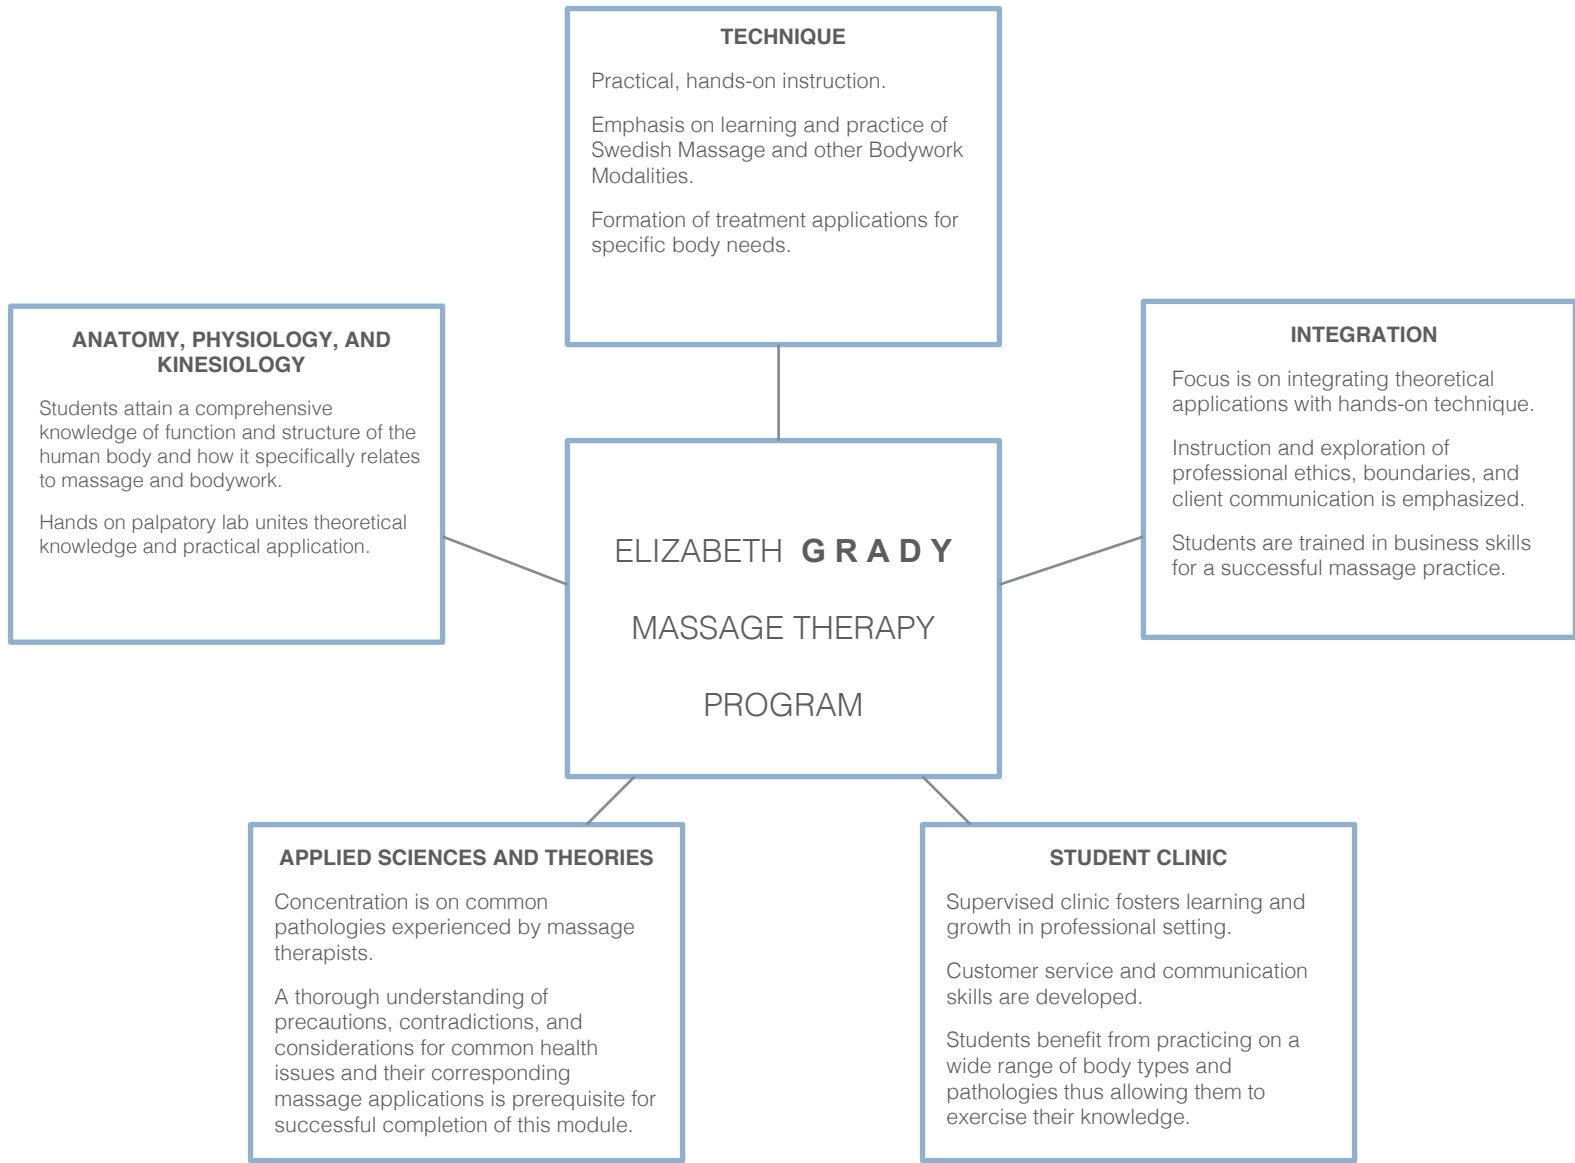 TECHNIQUE
Practical, hands-on instruction.
Emphasis on learning and practice of
Swedish Massage and other Bodywork
Modalities.
Formation of treatment applications for
specific body needs.
ANATOMY, PHYSIOLOGY, AND
KINESIOLOGY
Students attain a comprehensive
knowledge of function and structure of the
human body and how it specifically relates
to massage and bodywork.
Hands on palpatory lab unites theoretical
knowledge and practical application.
INTEGRATION
Focus is on integrating theoretical
applications with hands-on technique.
Instruction and exploration of
professional ethics, boundaries, and
client communication is emphasized.
Students are trained in business skills
for a successful massage practice.
ELIZABETH GRADY
MASSAGE THERAPY
PROGRAM
APPLIED SCIENCES AND THEORIES
Concentration is on common
pathologies experienced by massage
therapists.
A thorough understanding of
precautions, contradictions, and
considerations for common health
issues and their corresponding
massage applications is prerequisite for
successful completion of this module.
STUDENT CLINIC
Supervised clinic fosters learning and
growth in professional setting.
Customer service and communication
skills are developed.
Students benefit from practicing on a
wide range of body types and
pathologies thus allowing them to
exercise their knowledge.